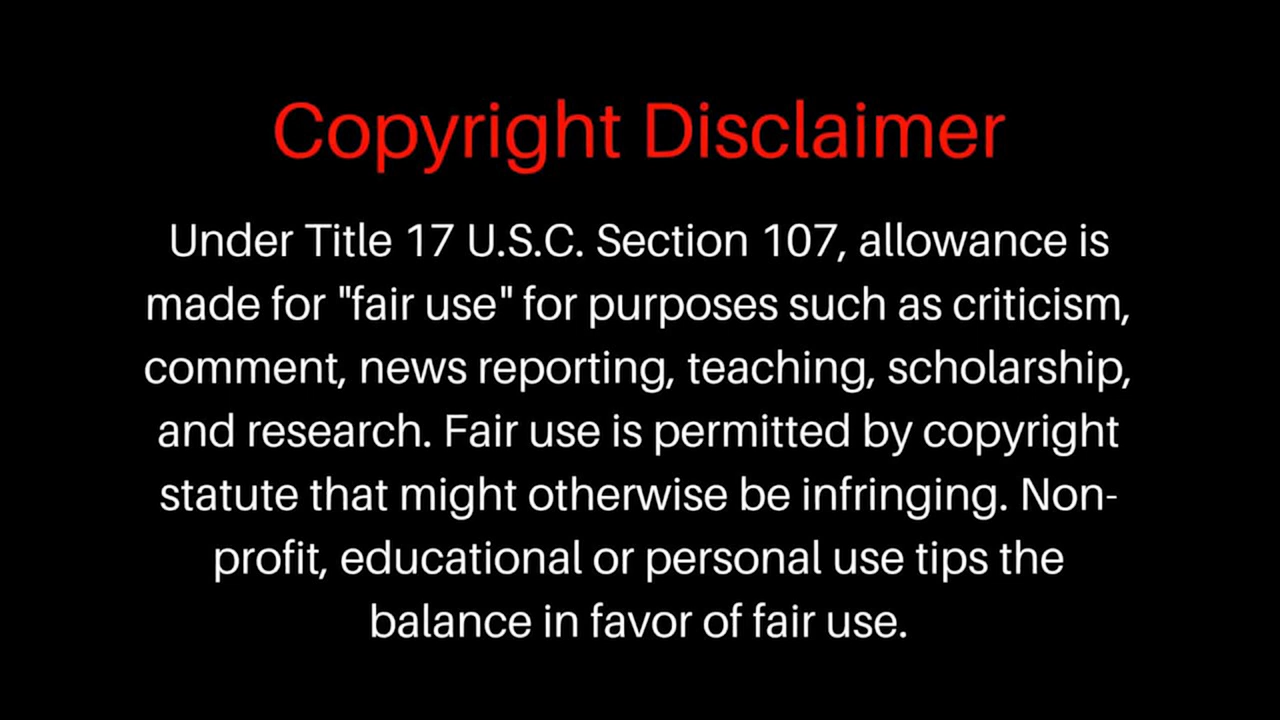 Copyright Disclaimer
Under Title 17 U.S.C. Section 107, allowance is
made for "fair use" for purposes such as criticism,
comment, news reporting, teaching, scholarship,
and research. Fair use is permitted by copyright
statute that might otherwise be infringing. Non-
profit, educational or personal use tips the
balance in favor of fair use.